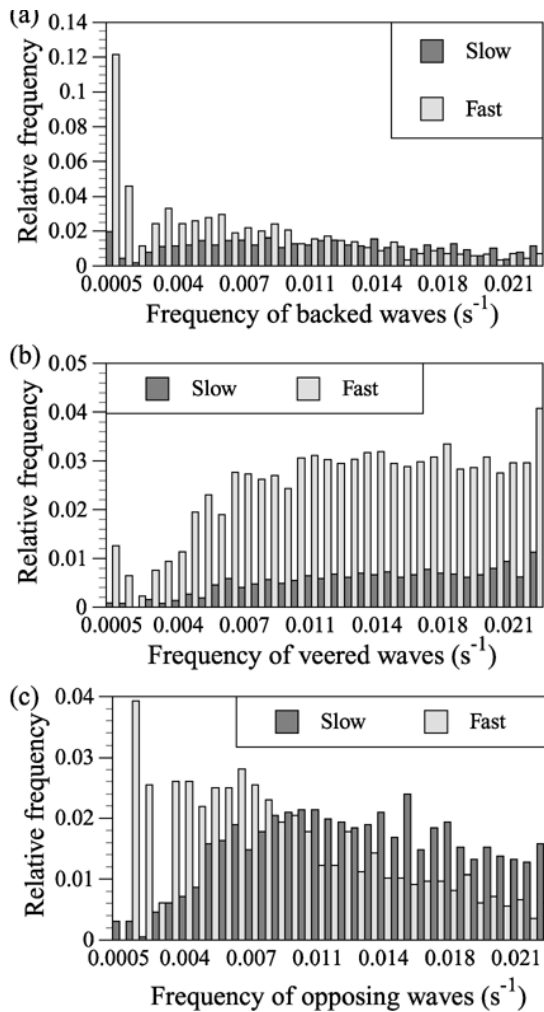 (a)
Relative frequency
0.14
0.12
0.1
0.08
0.06
0.04
0.02
0
Slow
Fast
0.0005 0.004 0.007 0.011 0.014 0.018 0.021
Frequency of backed waves (s⁻¹)
(b)
Relative frequency
0.05
0.04
0.03
0.02
0.01
0
Slow Fast
0.0005 0.004 0.007 0.011 0.014 0.018 0.021
Frequency of veered waves (s⁻¹)
(c)
Relative frequency
0.04
0.03
0.02
0.01
0
Slow Fast
0.0005 0.004 0.007 0.011 0.014 0.018 0.021
Frequency of opposing waves (s⁻¹)